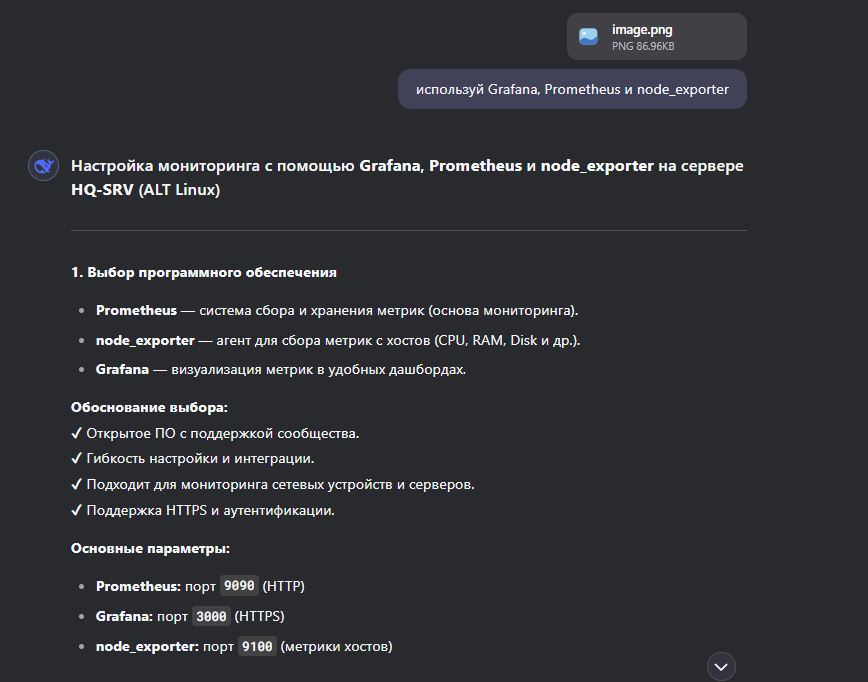 image.png
PNG 86.96KB
используй Grafana, Prometheus и node_exporter
Настройка мониторинга с помощью Grafana, Prometheus и node_exporter на сервере
HQ-SRV (ALT Linux)
1. Выбор программного обеспечения
• Prometheus — система сбора и хранения метрик (основа мониторинга).
• node_exporter — агент для сбора метрик с хостов (CPU, RAM, Disk и др.).
• Grafana — визуализация метрик в удобных дашбордах.
Обоснование выбора:
✓ Открытое ПО с поддержкой сообщества.
✓ Гибкость настройки и интеграции.
✓ Подходит для мониторинга сетевых устройств и серверов.
✓ Поддержка HTTPS и аутентификации.
Основные параметры:
• Prometheus: порт 9090 (HTTP)
• Grafana: порт 3000 (HTTPS)
• node_exporter: порт 9100 (метрики хостов)